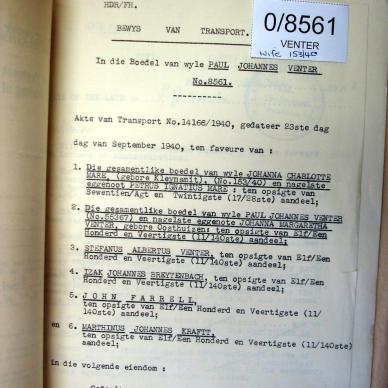 HDR/FH.
0/8561
VENTER
Wife 153/40
BEWYS VAN TRANSPORT.
In die Boedel van wyle PAUL JOHANNES VENTER
No.8561.
----------
Akte van Transport No.14166/1940, gedateer 23ste dag
dag van September 1940, ten faveure van :
1. Die gesamentlike boedel van wyle JOHANNA CHARLOTTE
MARE, (gebore Kleynsmit), (No.153/40) en nagelate
eggenoot PETRUS IGNATIUS MARE : ten opsigte van
Sewentien/Agt en Twintigste (17/28ste) aandeel;
2. Die gesamentlike boedel van wyle PAUL JOHANNES VENTER
(No.55367) en nagelate eggenote JOHANNA MARGARETHA
VENTER, gebore Oosthuizen: ten opsigte van Elf/Een
Honderd en Veertigste (11/140ste) aandeel;
3. STEFANUS ALBERTUS VENTER, ten opsigte van Elf/Een
Honderd en Veertigste (11/140ste) aandeel;
4. IZAK JOHANNES BREYTENBACH, ten opsigte van Elf/Een
Honderd en Veertigste (11/140ste) aandeel;
5. JOHN FARRELL,
ten opsigte van Elf/Een Honderd en Veertigste (11/
140ste) aandeel;
en 6. MARTHINUS JOHANNES KRAFTT,
ten opsigte van Elf/Een Honderd en Veertigste (11/140ste)
aandeel;
in die volgende eiendom :